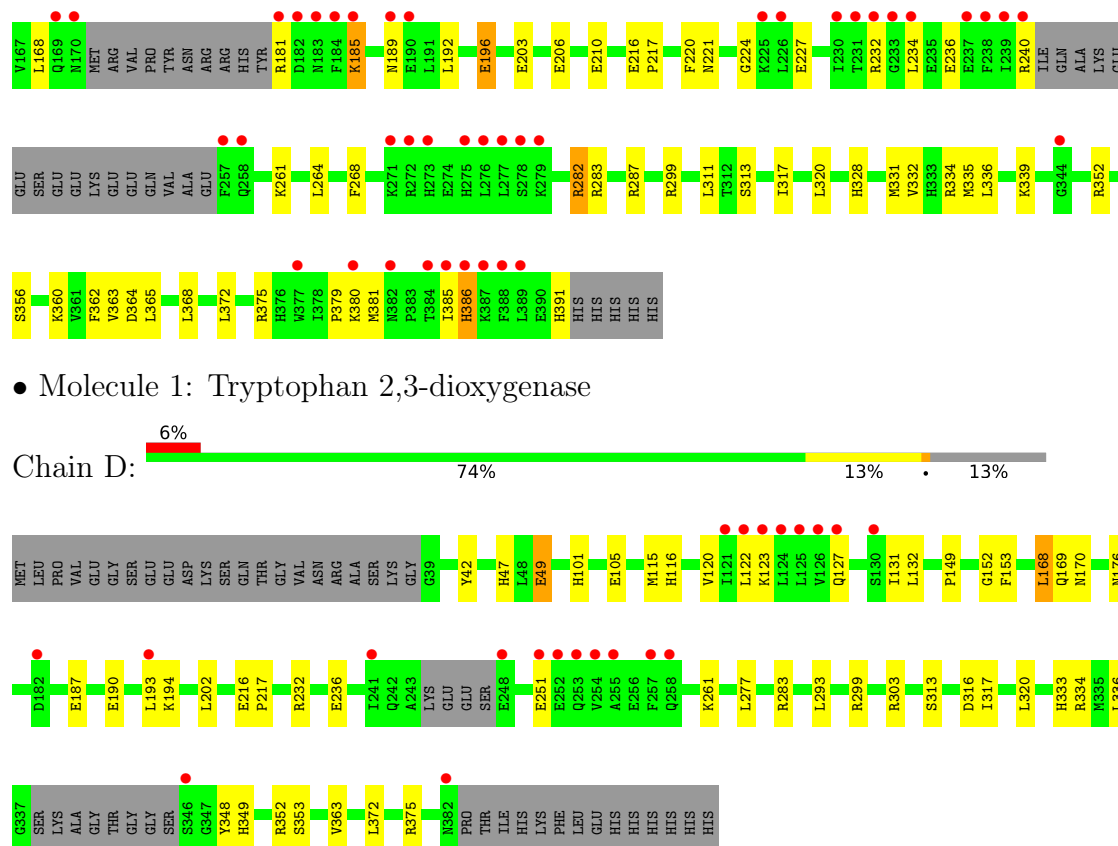 V167 L168 Q169 N170 MET ARG VAL PRO TYR ASN ARG ARG HIS TYR R181 D182 N183 F184 K185 N189 E190 L191 L192 E196 E203 E206 E210 E216 P217 F220 N221 G224 K225 L226 E227 I230 T231 R232 G233 L234 E235 E236 E237 F238 I239 R240 ILE GLN ALA LYS GLU
GLU SER GLU GLU LYS GLU GLU GLN VAL ALA GLU F257 Q258 K261 L264 F268 K271 R272 H273 E274 H275 L276 L277 S278 K279 R282 R283 R287 R299 L311 T312 S313 I317 L320 H328 M331 V332 H333 R334 M335 L336 K339 G344 R352
S356 K360 V361 F362 V363 D364 L365 L368 L372 R375 H376 W377 I378 P379 K380 M381 N382 P383 T384 I385 H386 K387 F388 L389 E390 H391 HIS HIS HIS HIS HIS
• Molecule 1: Tryptophan 2,3-dioxygenase
6%
Chain D:
74% 13% • 13%
MET LEU PRO VAL GLU GLY SER GLU GLU ASP LYS SER GLN THR GLY VAL ASN ARG ALA SER LYS GLY G39 Y42 H47 L48 E49 H101 E105 M115 H116 V120 I121 L122 K123 L124 L125 V126 Q127 S130 I131 L132 P149 G152 F153 L168 Q169 N170 N176
D182 E187 E190 L193 K194 L202 E216 P217 R232 E236 I241 Q242 A243 LYS GLU GLU SER E248 E251 E252 Q253 V254 A255 E256 F257 Q258 K261 L277 R283 L293 R299 R303 S313 D316 I317 L320 H333 R334 M335 L336
G337 SER LYS ALA GLY THR GLY GLY SER S346 G347 Y348 H349 R352 S353 V363 L372 R375 N382 PRO THR ILE HIS LYS PHE LEU GLU HIS HIS HIS HIS HIS HIS